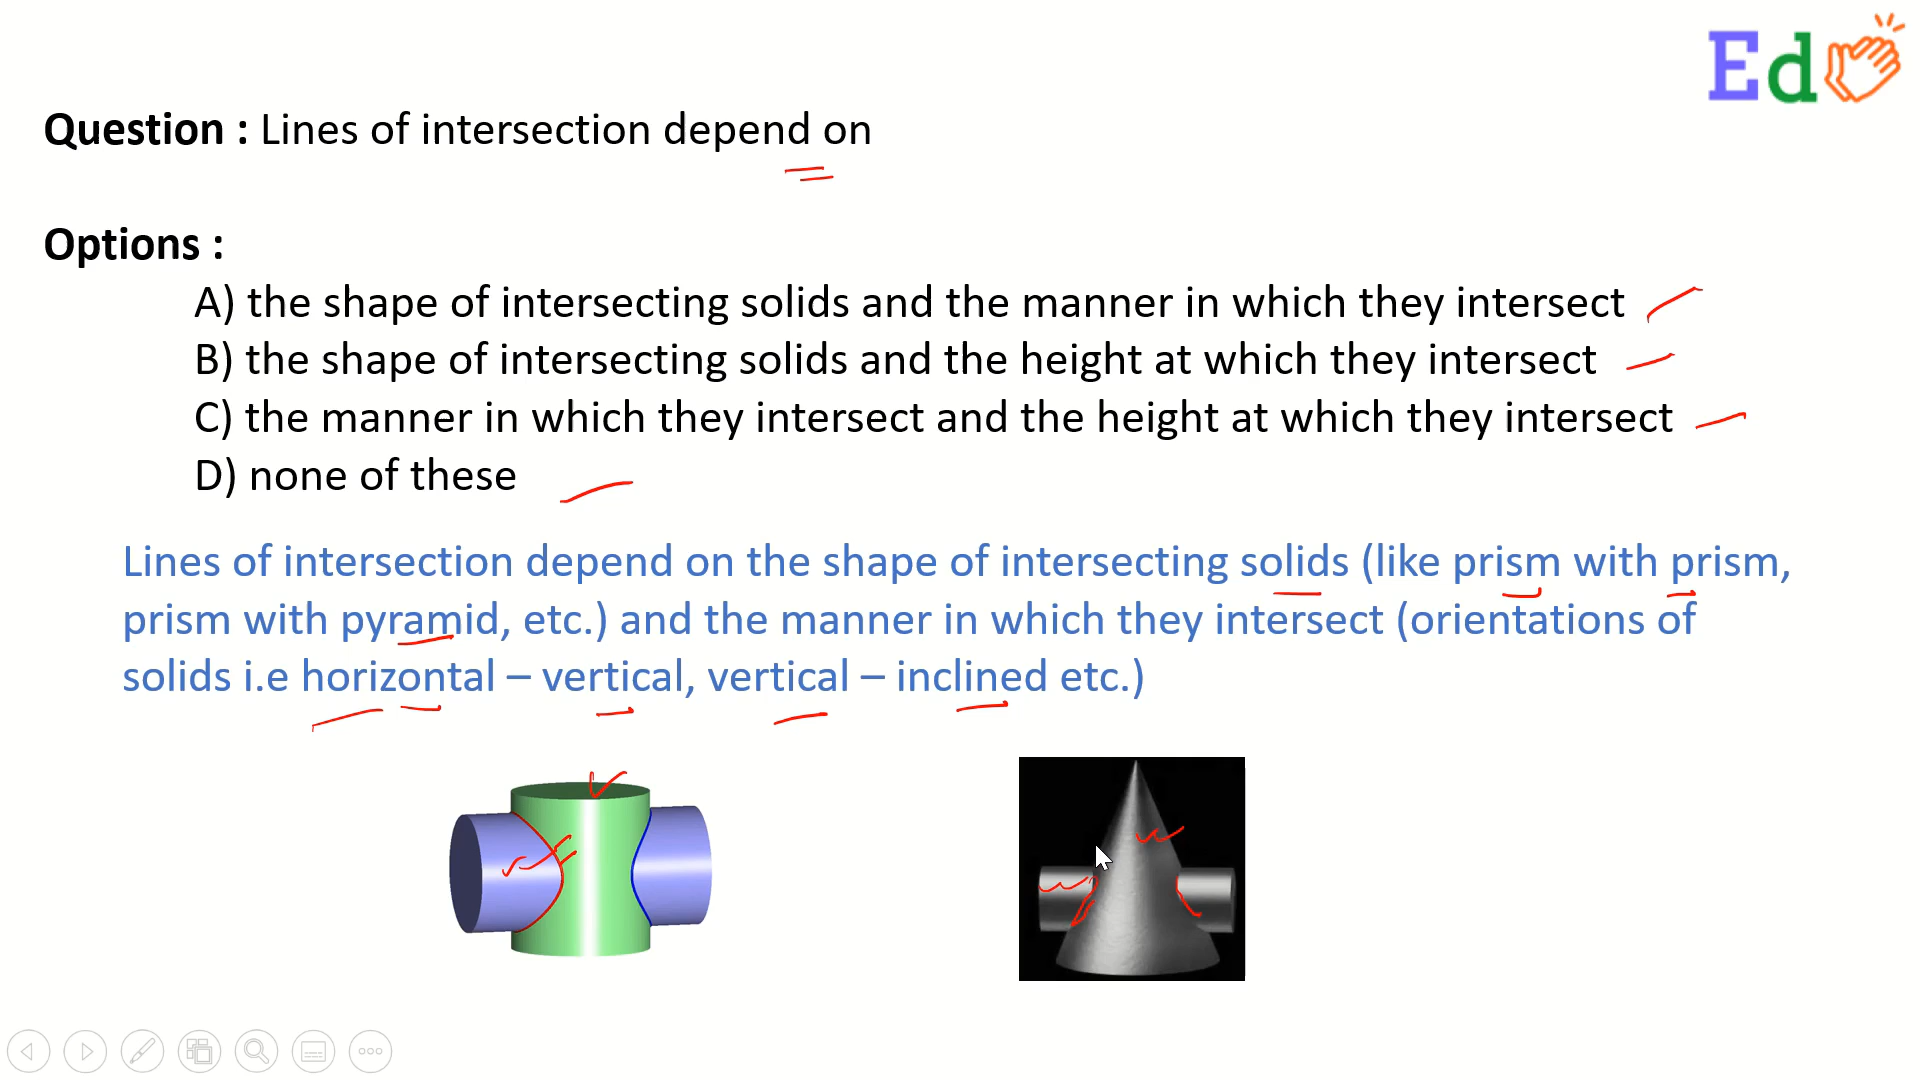 Ed
Question : Lines of intersection depend on
Options :
A) the shape of intersecting solids and the manner in which they intersect
B) the shape of intersecting solids and the height at which they intersect
C) the manner in which they intersect and the height at which they intersect
D) none of these
Lines of intersection depend on the shape of intersecting solids (like prism with prism,
prism with pyramid, etc.) and the manner in which they intersect (orientations of
solids i.e horizontal – vertical, vertical – inclined etc.)